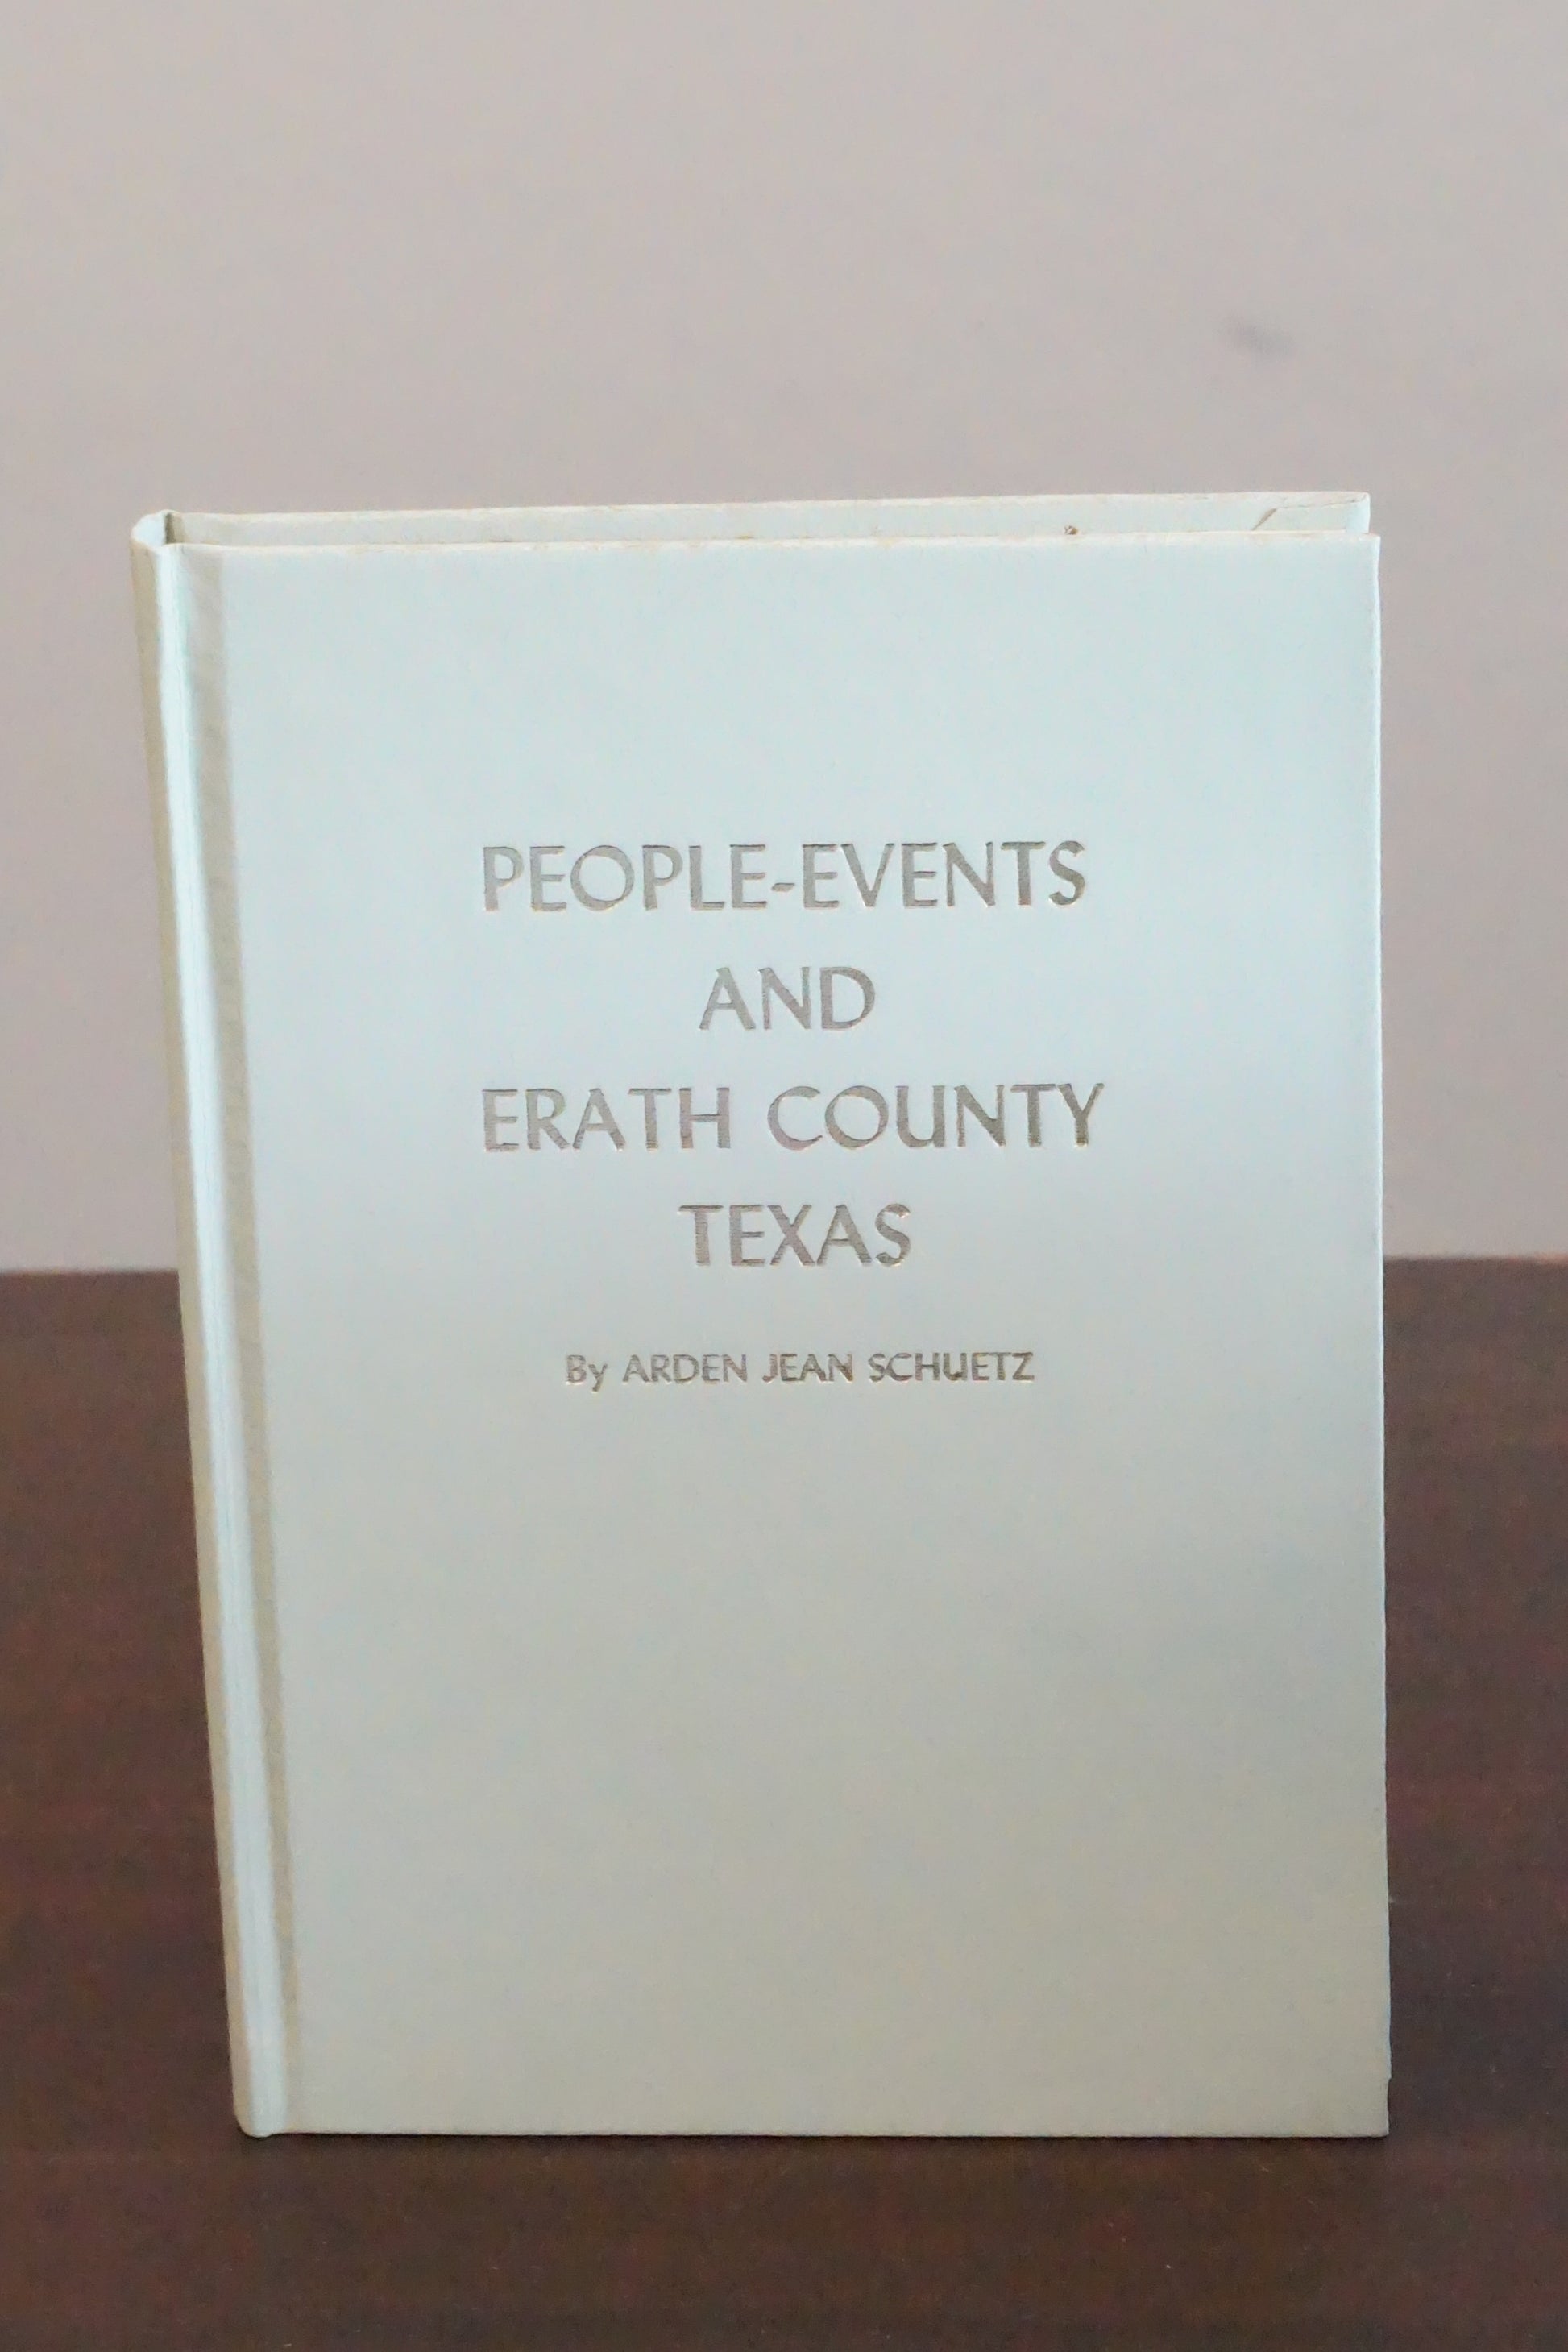 PEOPLE-EVENTS
AND
ERATH COUNTY
TEXAS
By ARDEN JEAN SCHUETZ